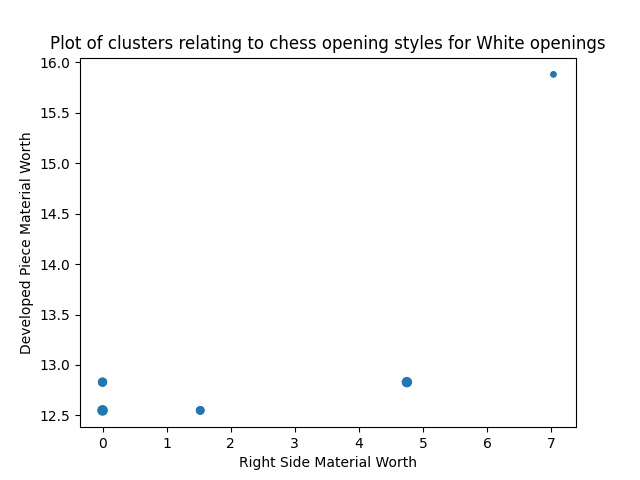 Plot of clusters relating to chess opening styles for White openings
16.0
15.5
15.0
14.5
14.0
13.5
13.0
12.5
Developed Piece Material Worth
0 1 2 3 4 5 6 7
Right Side Material Worth